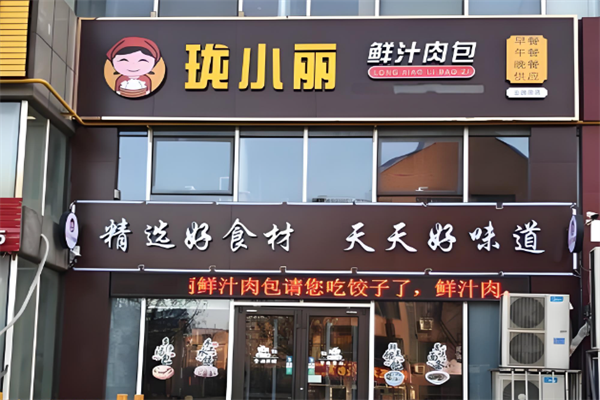 珑小丽
鲜汁肉包
LONG XIAO LI BAO ZI
早餐
午餐
晚餐
供应
精选好食材 天天好味道
鲜汁肉包请您吃饺子了，鲜汁肉